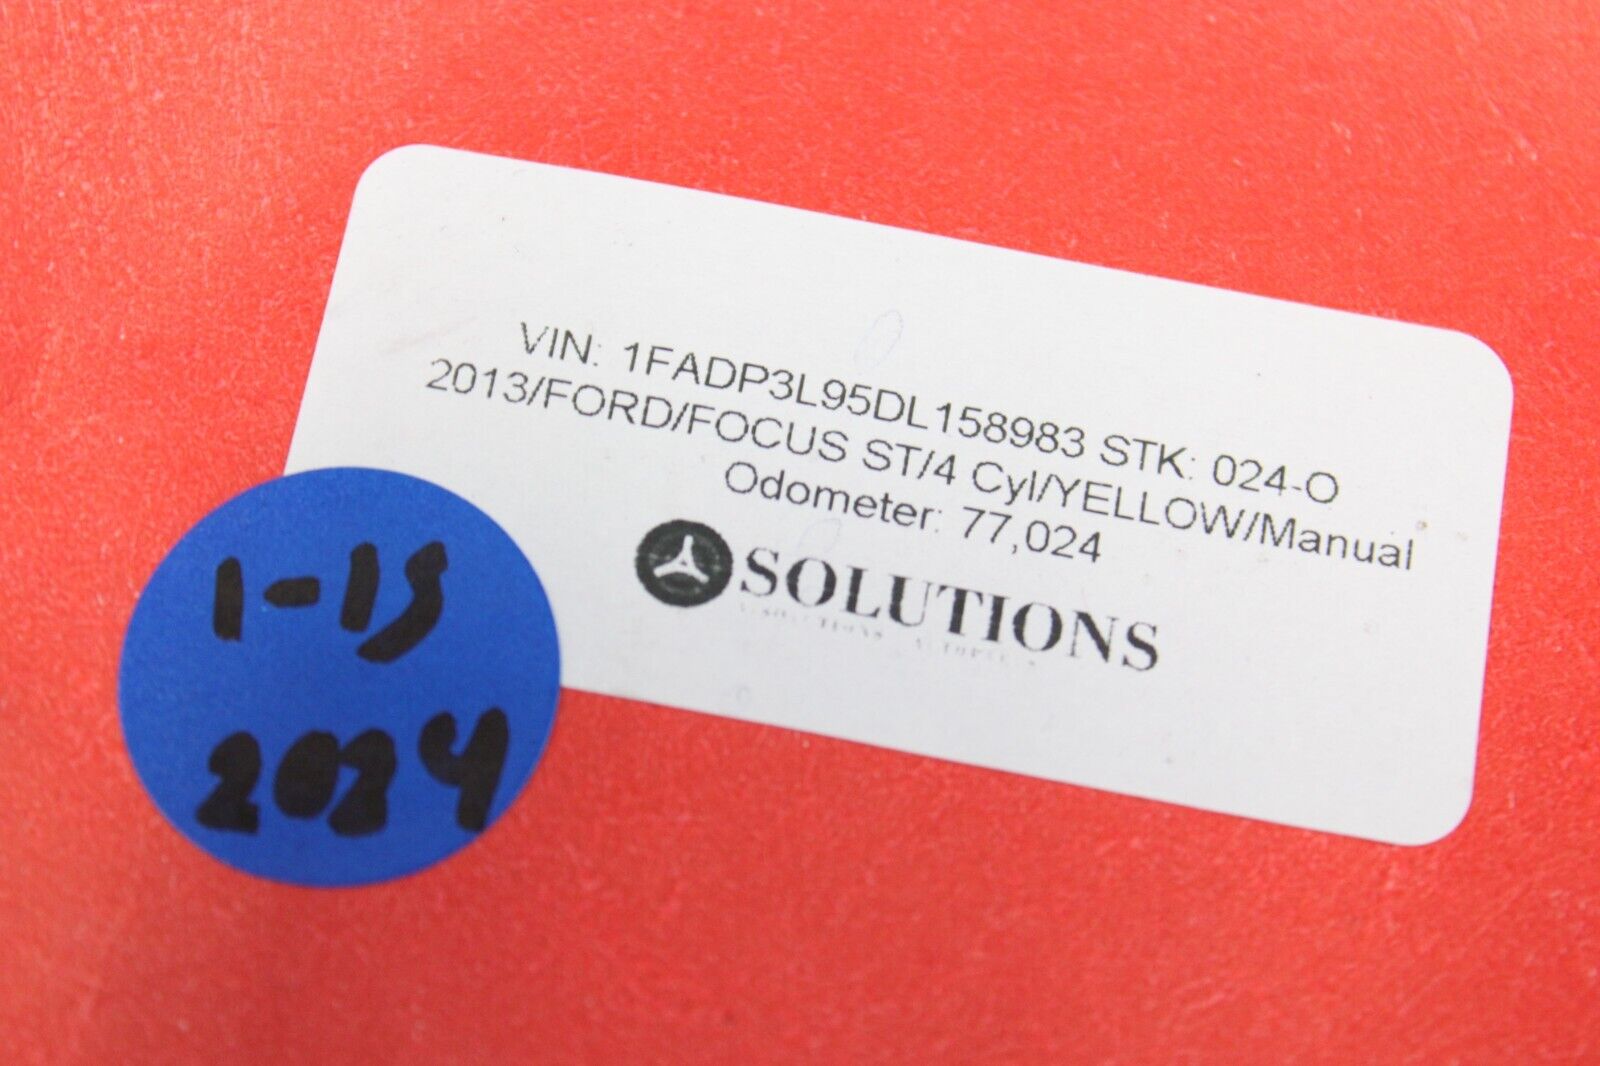 VIN: 1FADP3L95DL158983 STK: 024-O
2013/FORD/FOCUS ST/4 Cyl/YELLOW/Manual
Odometer: 77,024
SOLUTIONS
1-15
2024